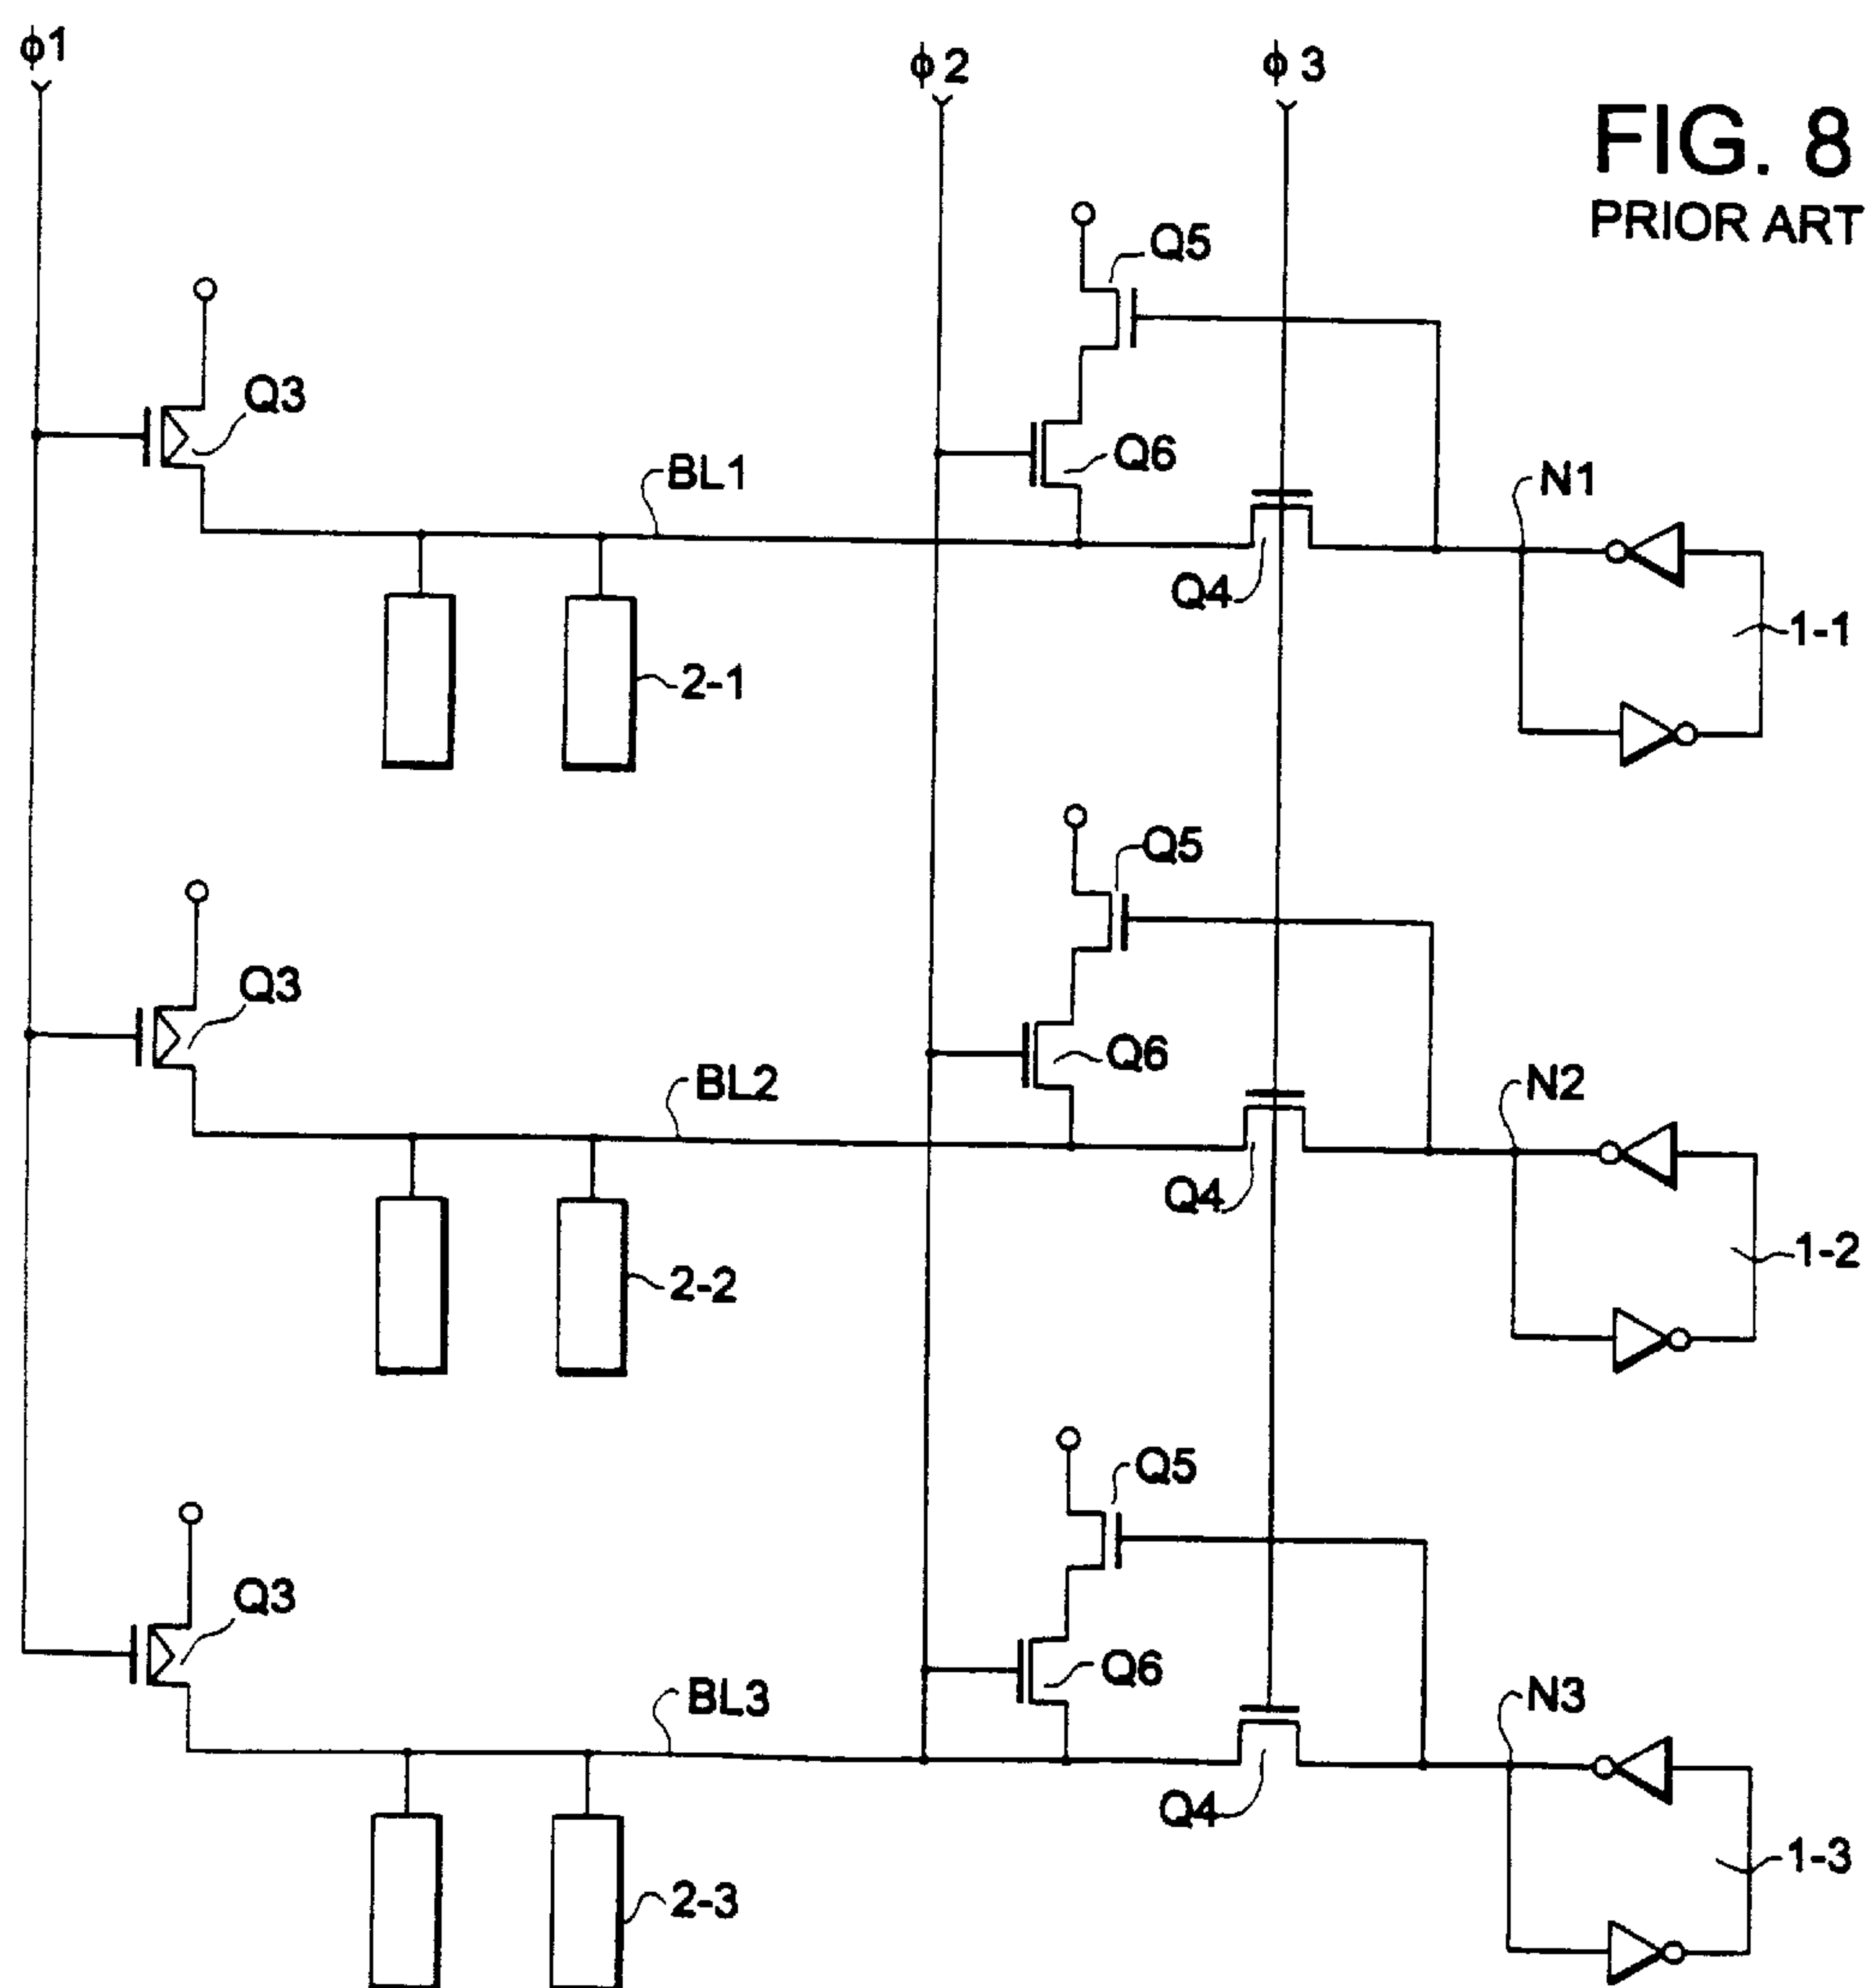 ϕ1
ϕ2
ϕ3
FIG. 8
PRIOR ART
Q5
Q3
Q6
BL1
N1
Q4
1-1
2-1
Q5
Q3
Q6
BL2
N2
Q4
1-2
2-2
Q5
Q3
Q6
BL3
N3
Q4
1-3
2-3